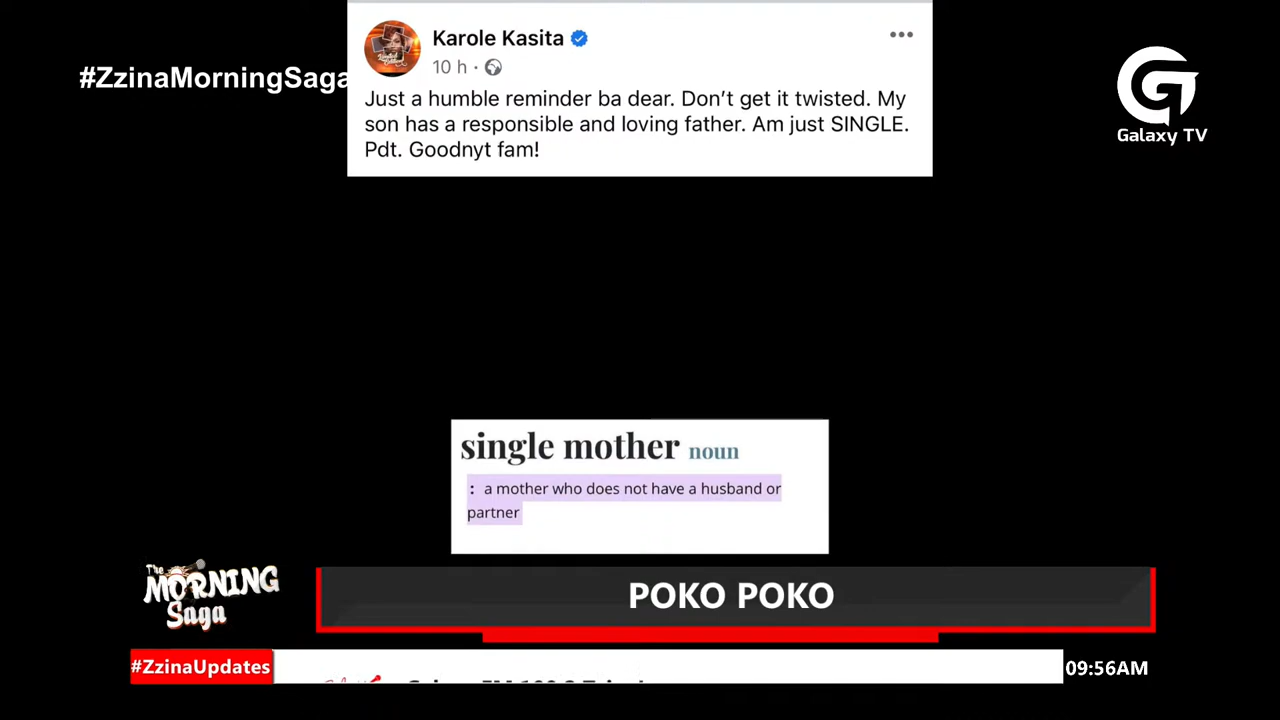 #ZzinaMorningSaga
Karole Kasita
10 h ·
Just a humble reminder ba dear. Don’t get it twisted. My
son has a responsible and loving father. Am just SINGLE.
Pdt. Goodnyt fam!
Galaxy TV
single mother noun
: a mother who does not have a husband or
partner
The
MORNING
Saga
POKO POKO
#ZzinaUpdates
09:56AM